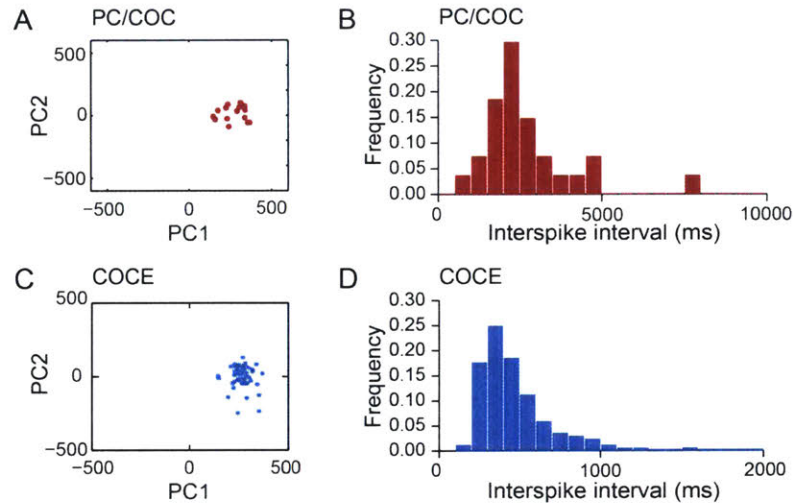 A PC/COC
500
0
−500
PC2
−500 0 500
PC1
B PC/COC
0.30
0.25
0.20
0.15
0.10
0.05
0.00
Frequency
0 5000 10000
Interspike interval (ms)
C COCE
500
0
−500
PC2
−500 0 500
PC1
D COCE
0.30
0.25
0.20
0.15
0.10
0.05
0.00
Frequency
0 1000 2000
Interspike interval (ms)